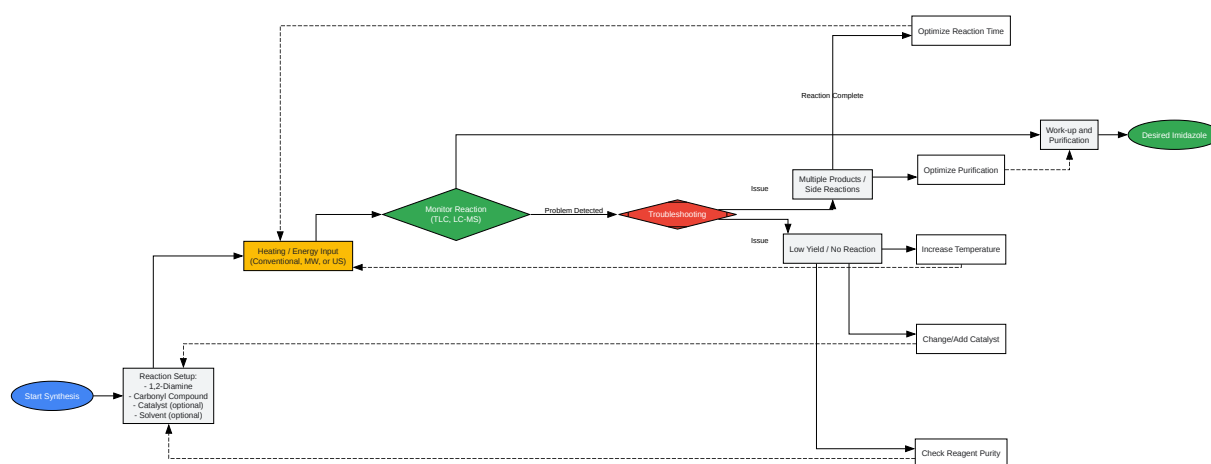 Optimize Reaction Time
Reaction Complete
Work-up and
Purification
Desired Imidazole
Optimize Purification
Multiple Products /
Side Reactions
Issue
Monitor Reaction
(TLC, LC-MS)
Problem Detected
Troubleshooting
Issue
Low Yield / No Reaction
Increase Temperature
Heating / Energy Input
(Conventional, MW, or US)
Change/Add Catalyst
Start Synthesis
Reaction Setup:
- 1,2-Diamine
- Carbonyl Compound
- Catalyst (optional)
- Solvent (optional)
Check Reagent Purity